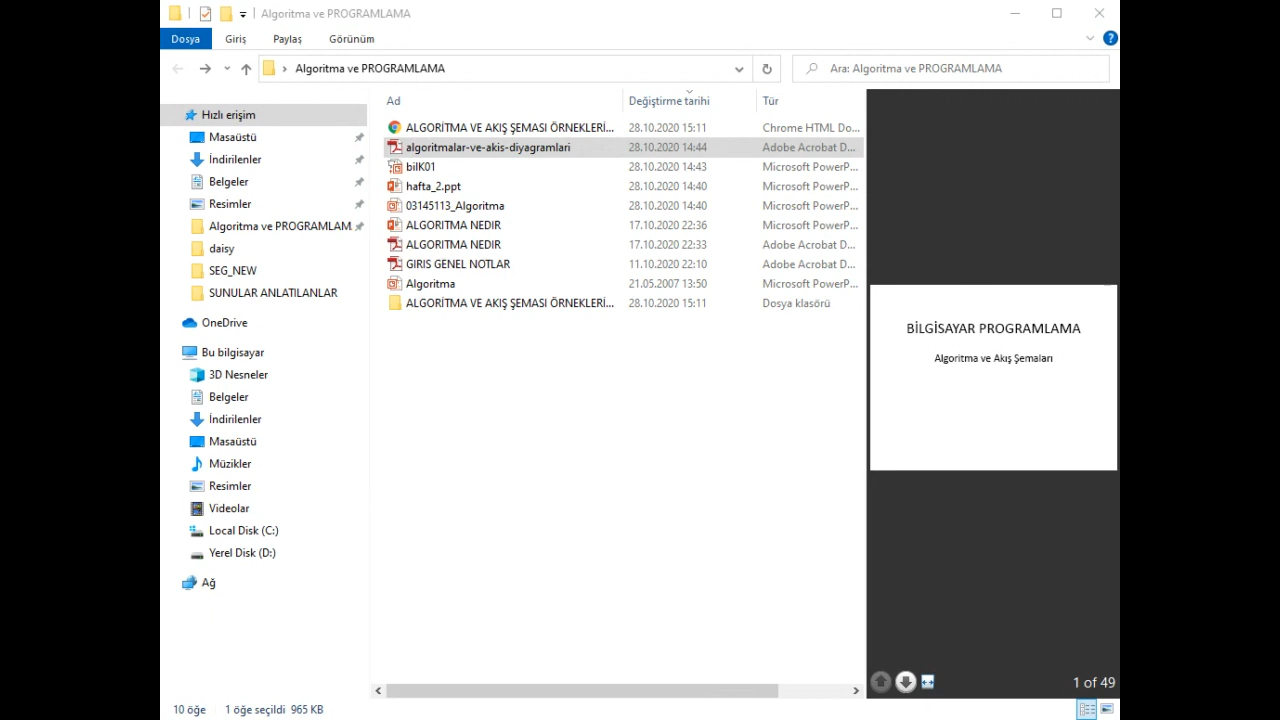 Algoritma ve PROGRAMLAMA
Dosya Giriş Paylaş Görünüm
Algoritma ve PROGRAMLAMA
Ara: Algoritma ve PROGRAMLAMA
Hızlı erişim
Masaüstü
İndirilenler
Belgeler
Resimler
Algoritma ve PROGRAMLAM
daisy
SEG_NEW
SUNULAR ANLATILANLAR
OneDrive
Bu bilgisayar
3D Nesneler
Belgeler
İndirilenler
Masaüstü
Müzikler
Resimler
Videolar
Local Disk (C:)
Yerel Disk (D:)
Ağ
Ad Değiştirme tarihi Tür
ALGORİTMA VE AKIŞ ŞEMASI ÖRNEKLERİ... 28.10.2020 15:11 Chrome HTML Do...
algoritmalar-ve-akis-diyagramlari 28.10.2020 14:44 Adobe Acrobat D...
bilK01 28.10.2020 14:43 Microsoft PowerP...
hafta_2.ppt 28.10.2020 14:40 Microsoft PowerP...
03145113_Algoritma 28.10.2020 14:40 Microsoft PowerP...
ALGORITMA NEDIR 17.10.2020 22:36 Microsoft PowerP...
ALGORITMA NEDIR 17.10.2020 22:33 Adobe Acrobat D...
GIRIS GENEL NOTLAR 11.10.2020 22:10 Adobe Acrobat D...
Algoritma 21.05.2007 13:50 Microsoft PowerP...
ALGORİTMA VE AKIŞ ŞEMASI ÖRNEKLERİ... 28.10.2020 15:11 Dosya klasörü
BİLGİSAYAR PROGRAMLAMA
Algoritma ve Akış Şemaları
1 of 49
10 öğe 1 öğe seçildi 965 KB